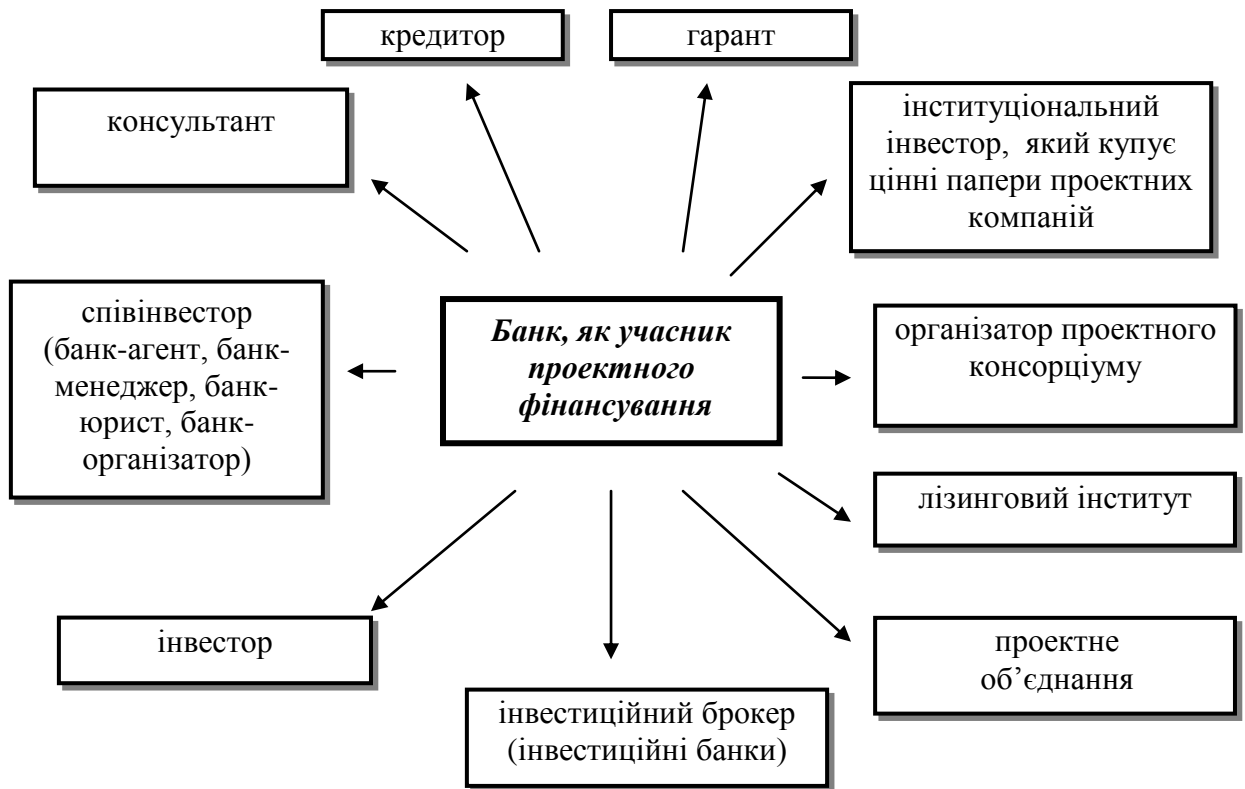 кредитор
гарант
консультант
інституціональний
інвестор, який купує
цінні папери проектних
компаній
співінвестор
(банк-агент, банк-
менеджер, банк-
юрист, банк-
організатор)
Банк, як учасник
проектного
фінансування
організатор проектного
консорціуму
лізинговий інститут
інвестор
проектне
об’єднання
інвестиційний брокер
(інвестиційні банки)